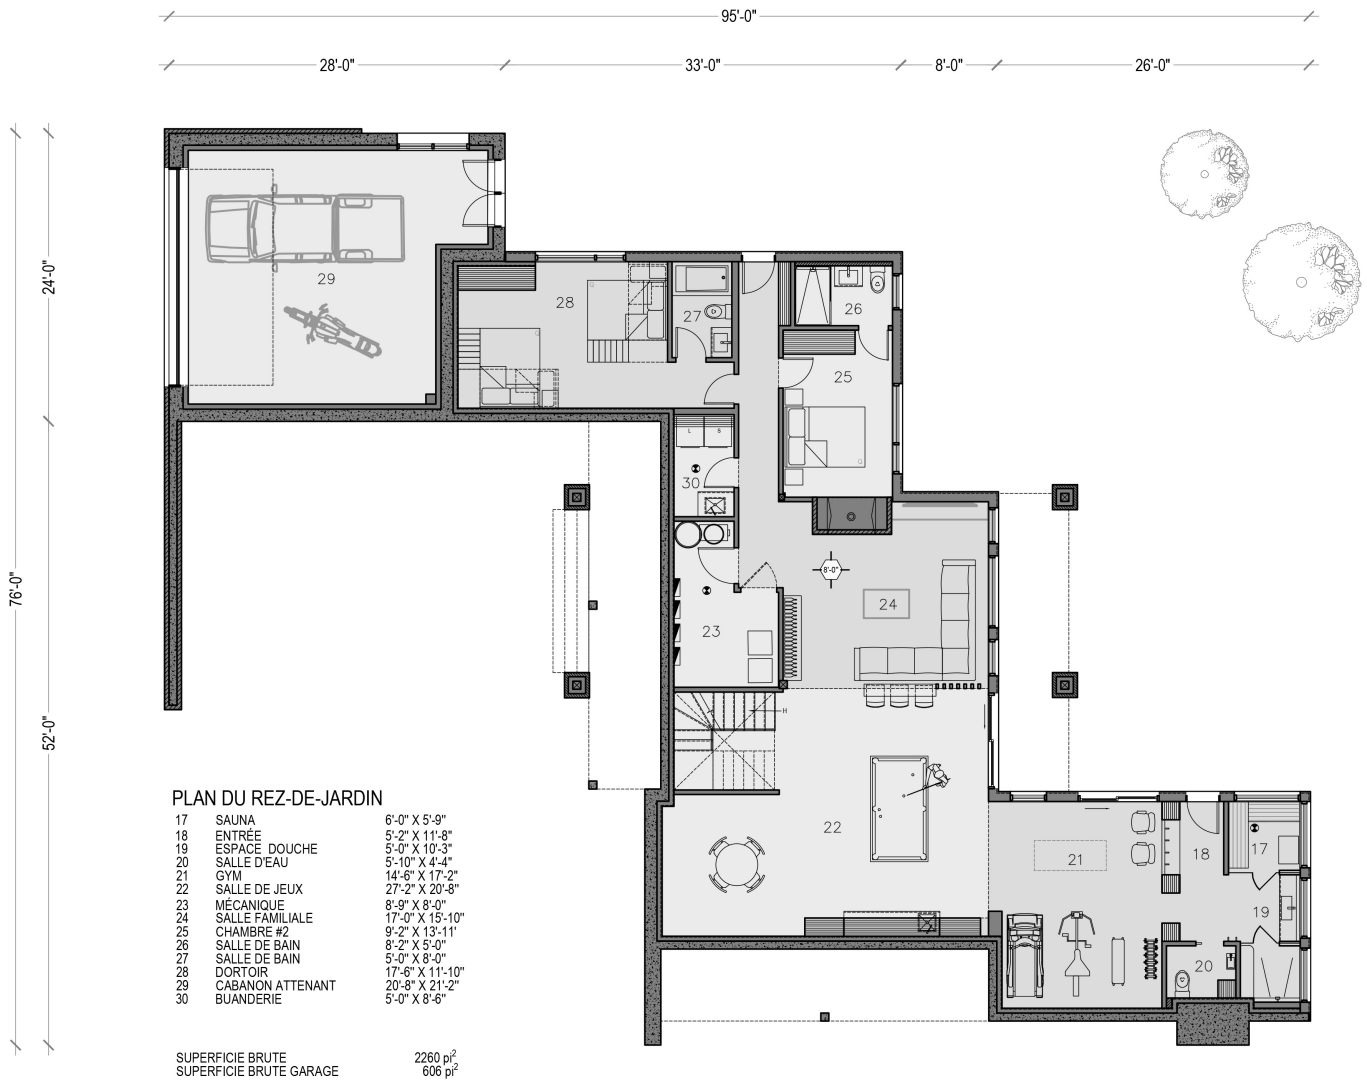 95'-0"
28'-0" 33'-0" 8'-0" 26'-0"
24'-0"
76'-0"
52'-0"
29
28
27
26
25
L S
30
8'-0"
24
23
H
22
21
18
17
19
20
PLAN DU REZ-DE-JARDIN
17 SAUNA 6'-0" X 5'-9"
18 ENTRÉE 5'-2" X 11'-8"
19 ESPACE DOUCHE 5'-0" X 10'-3"
20 SALLE D'EAU 5'-10" X 4'-4"
21 GYM 14'-6" X 17'-2"
22 SALLE DE JEUX 27'-2" X 20'-8"
23 MÉCANIQUE 8'-9" X 8'-0"
24 SALLE FAMILIALE 17'-0" X 15'-10"
25 CHAMBRE #2 9'-2" X 13'-11'
26 SALLE DE BAIN 8'-2" X 5'-0"
27 SALLE DE BAIN 5'-0" X 8'-0"
28 DORTOIR 17'-6" X 11'-10"
29 CABANON ATTENANT 20'-8" X 21'-2"
30 BUANDERIE 5'-0" X 8'-6"
SUPERFICIE BRUTE 2260 pi²
SUPERFICIE BRUTE GARAGE 606 pi²